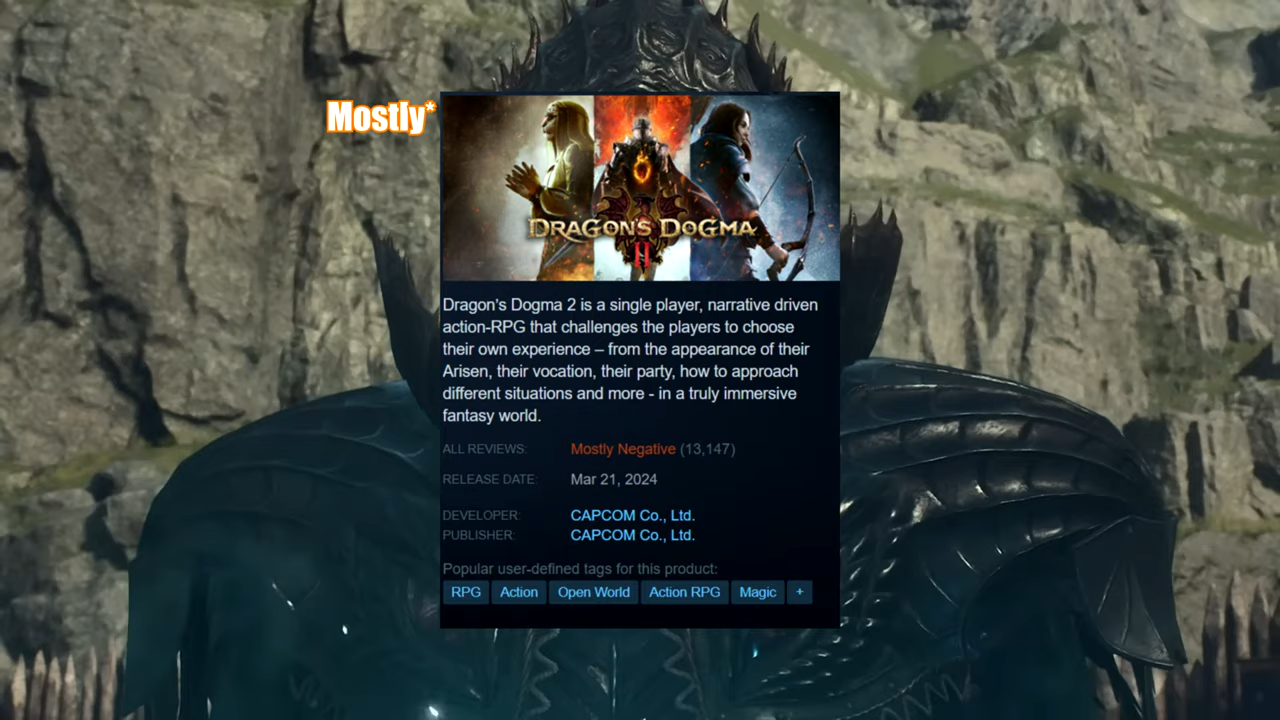 Mostly*
DRAGON'S DOGMA
II
Dragon's Dogma 2 is a single player, narrative driven
action-RPG that challenges the players to choose
their own experience – from the appearance of their
Arisen, their vocation, their party, how to approach
different situations and more - in a truly immersive
fantasy world.
ALL REVIEWS: Mostly Negative (13,147)
RELEASE DATE: Mar 21, 2024
DEVELOPER: CAPCOM Co., Ltd.
PUBLISHER: CAPCOM Co., Ltd.
Popular user-defined tags for this product:
RPG Action Open World Action RPG Magic +